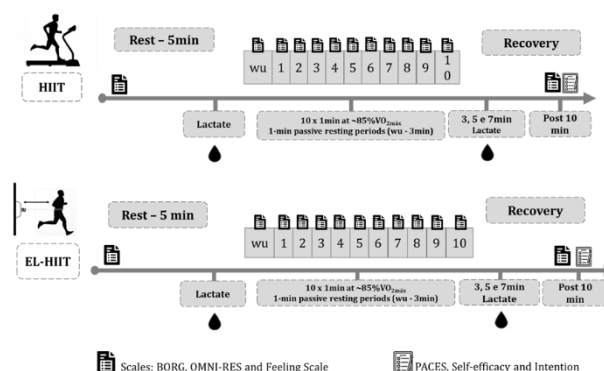 Rest – 5min
Recovery
HIIT
wu 1 2 3 4 5 6 7 8 9 10
Lactate
10 x 1min at ~85%VO2máx
1-min passive resting periods (wu - 3min)
3, 5 e 7min
Lactate
Post 10
min
Rest – 5 min
Recovery
EL-HIIT
wu 1 2 3 4 5 6 7 8 9 10
Lactate
10 x 1min at ~85%VO2máx
1-min passive resting periods (wu - 3min)
3, 5 e 7min
Lactate
Post 10
min
Scales: BORG, OMNI-RES and Feeling Scale
PACES, Self-efficacy and Intention